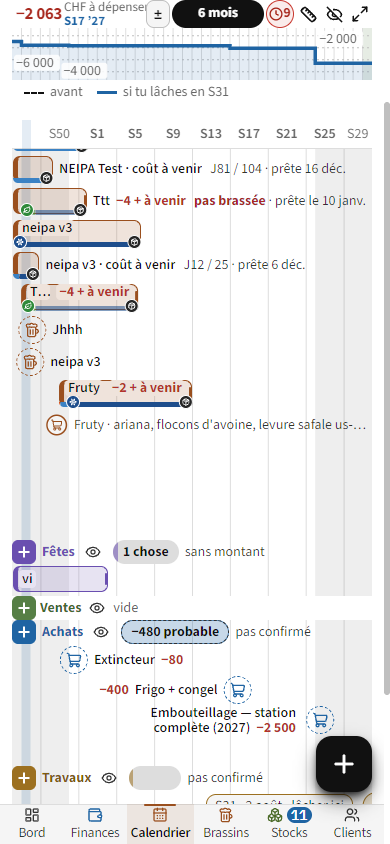 −2 063 CHF à dépenser S17 ’27 ± 6 mois 9
−2 000
−6 000 −4 000
avant si tu lâches en S31
S50 S1 S5 S9 S13 S17 S21 S25 S29
NEIPA Test · coût à venir J81 / 104 · prête 16 déc.
Ttt −4 + à venir pas brassée · prête le 10 janv.
neipa v3
neipa v3 · coût à venir J12 / 25 · prête 6 déc.
T… −4 + à venir
Jhhh
neipa v3
Fruty −2 + à venir
Fruty · ariana, flocons d'avoine, levure safale us-…
+ Fêtes 1 chose sans montant
vi
+ Ventes vide
+ Achats −480 probable pas confirmé
Extincteur −80
−400 Frigo + congel
Embouteillage — station
complète (2027) −2 500
+ Travaux pas confirmé
+
Bord Finances Calendrier Brassins Stocks 11 Clients